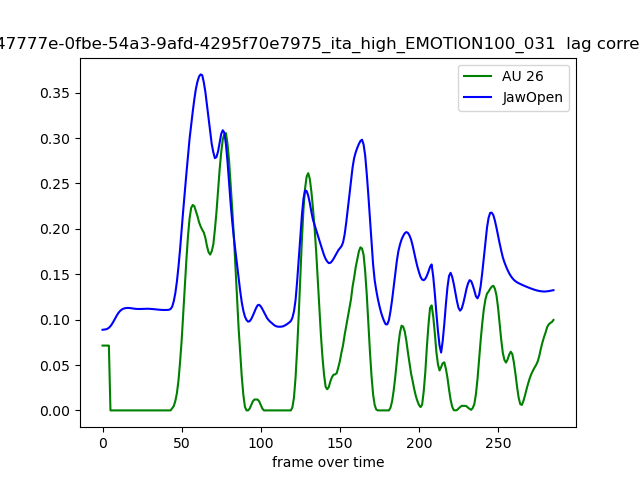 47777e-0fbe-54a3-9afd-4295f70e7975_ita_high_EMOTION100_031 lag corre
AU 26
JawOpen
0.35
0.30
0.25
0.20
0.15
0.10
0.05
0.00
0 50 100 150 200 250
frame over time